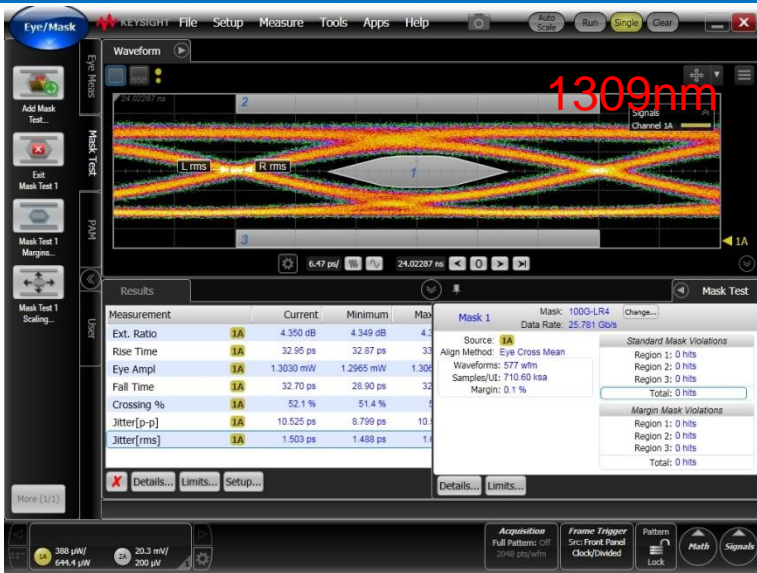 Eye/Mask
KEYSIGHT File Setup Measure Tools Apps Help
Auto Scale Run Single Clear
Waveform
Eye Meas
Mask Test
PAM
User
Add Mask
Test...
Exit
Mask Test 1
Mask Test 1
Margins...
Mask Test 1
Scaling...
More (1/1)
24.02287 ns
2
1309nm
Signals
Channel 1A
L rms R rms
1
3
1A
6.47 ps/ 24.02287 ns 0
Results
Measurement Current Minimum
Ext. Ratio 1A 4.350 dB 4.349 dB
Rise Time 1A 32.95 ps 32.87 ps
Eye Ampl 1A 1.3030 mW 1.2965 mW
Fall Time 1A 32.70 ps 28.90 ps
Crossing % 1A 52.1 % 51.4 %
Jitter[p-p] 1A 10.525 ps 8.799 ps
Jitter[rms] 1A 1.503 ps 1.488 ps
Details... Limits... Setup...
Mask Test
Mask 1 Mask: 100G-LR4 Change...
Data Rate: 25.781 Gb/s
Source: 1A
Align Method: Eye Cross Mean
Waveforms: 577 wfm
Samples/UI: 710.60 ksa
Margin: 0.1 %
Standard Mask Violations
Region 1: 0 hits
Region 2: 0 hits
Region 3: 0 hits
Total: 0 hits
Margin Mask Violations
Region 1: 0 hits
Region 2: 0 hits
Region 3: 0 hits
Total: 0 hits
Details... Limits...
1A 388 µW/
644.4 µW
2A 20.3 mV/
200 µV
1
Acquisition
Full Pattern: Off
2048 pts/wfm
Frame Trigger
Src: Front Panel
Clock/Divided
Pattern
Lock
Math
Signals